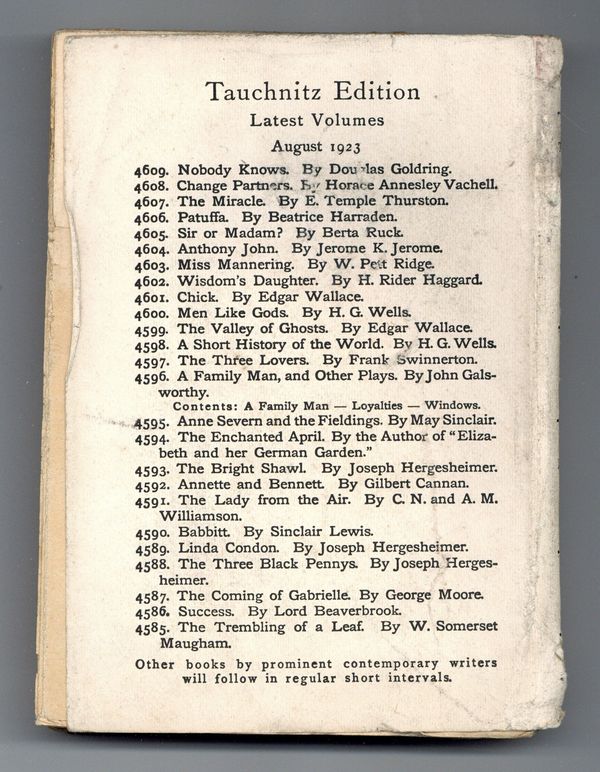 Tauchnitz Edition
Latest Volumes
August 1923
4609. Nobody Knows. By Douglas Goldring.
4608. Change Partners. By Horace Annesley Vachell.
4607. The Miracle. By E. Temple Thurston.
4606. Patuffa. By Beatrice Harraden.
4605. Sir or Madam? By Berta Ruck.
4604. Anthony John. By Jerome K. Jerome.
4603. Miss Mannering. By W. Pett Ridge.
4602. Wisdom's Daughter. By H. Rider Haggard.
4601. Chick. By Edgar Wallace.
4600. Men Like Gods. By H. G. Wells.
4599. The Valley of Ghosts. By Edgar Wallace.
4598. A Short History of the World. By H. G. Wells.
4597. The Three Lovers. By Frank Swinnerton.
4596. A Family Man, and Other Plays. By John Gals-
worthy.
Contents: A Family Man — Loyalties — Windows.
4595. Anne Severn and the Fieldings. By May Sinclair.
4594. The Enchanted April. By the Author of "Eliza-
beth and her German Garden."
4593. The Bright Shawl. By Joseph Hergesheimer.
4592. Annette and Bennett. By Gilbert Cannan.
4591. The Lady from the Air. By C. N. and A. M.
Williamson.
4590. Babbitt. By Sinclair Lewis.
4589. Linda Condon. By Joseph Hergesheimer.
4588. The Three Black Pennys. By Joseph Herges-
heimer.
4587. The Coming of Gabrielle. By George Moore.
4586. Success. By Lord Beaverbrook.
4585. The Trembling of a Leaf. By W. Somerset
Maugham.
Other books by prominent contemporary writers
will follow in regular short intervals.